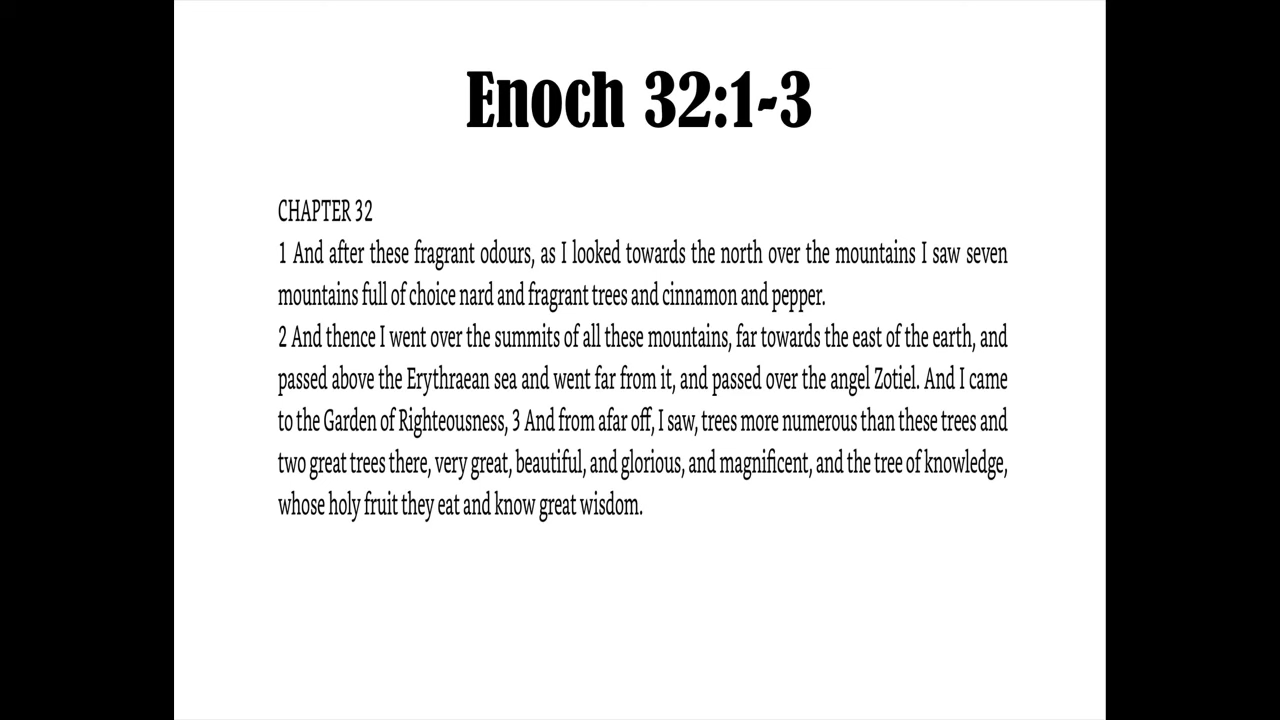 Enoch 32:1-3
CHAPTER 32
1 And after these fragrant odours, as I looked towards the north over the mountains I saw seven
mountains full of choice nard and fragrant trees and cinnamon and pepper.
2 And thence I went over the summits of all these mountains, far towards the east of the earth, and
passed above the Erythraean sea and went far from it, and passed over the angel Zotiel. And I came
to the Garden of Righteousness, 3 And from afar off, I saw, trees more numerous than these trees and
two great trees there, very great, beautiful, and glorious, and magnificent, and the tree of knowledge,
whose holy fruit they eat and know great wisdom.